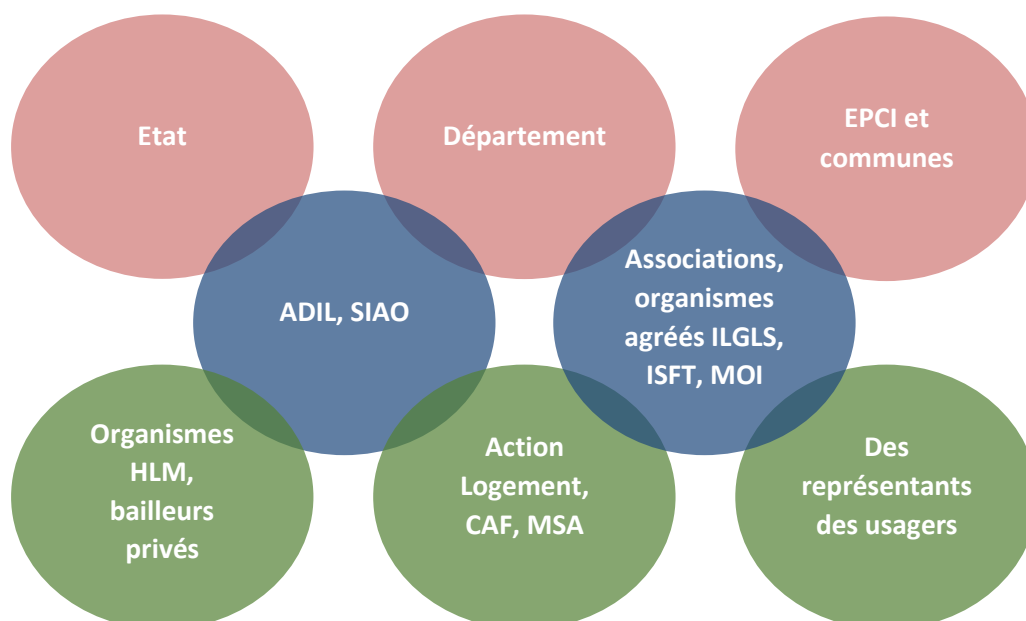 Etat
Département
EPCI et
communes
ADIL, SIAO
Associations,
organismes
agréés ILGLS,
ISFT, MOI
Organismes
HLM,
bailleurs
privés
Action
Logement,
CAF, MSA
Des
représentants
des usagers